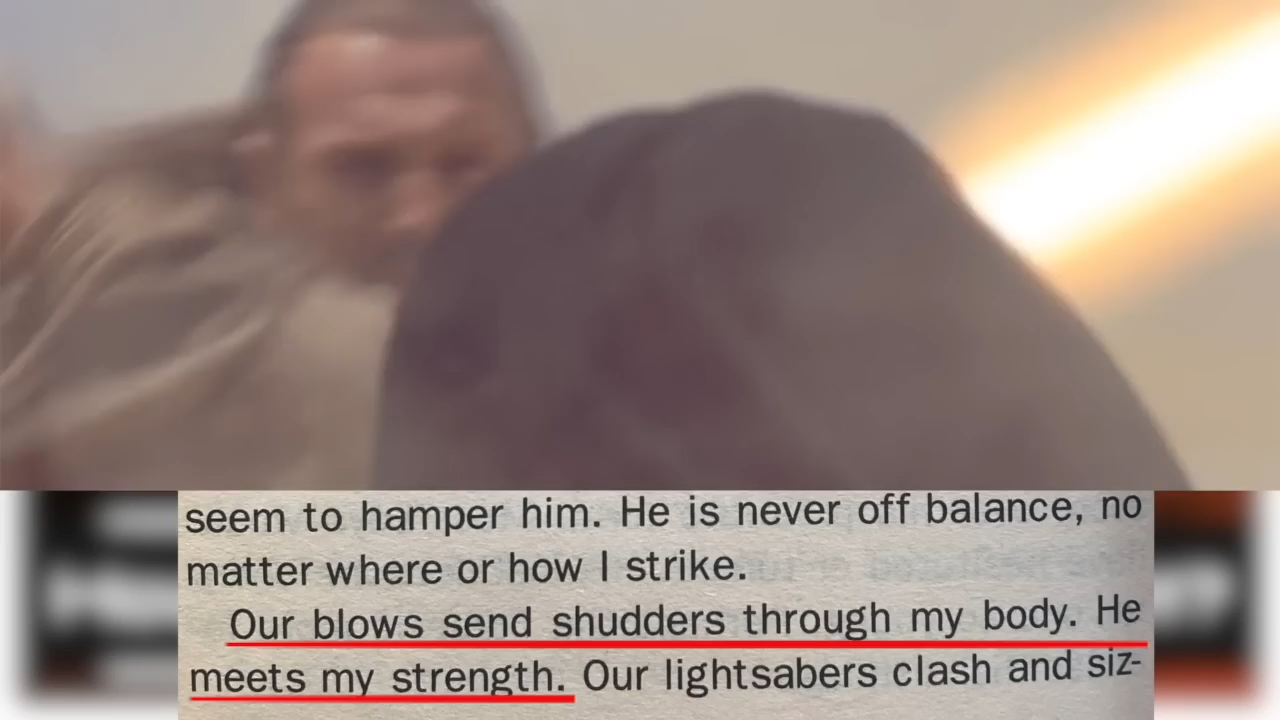 seem to hamper him. He is never off balance, no
matter where or how I strike.
Our blows send shudders through my body. He
meets my strength. Our lightsabers clash and siz-